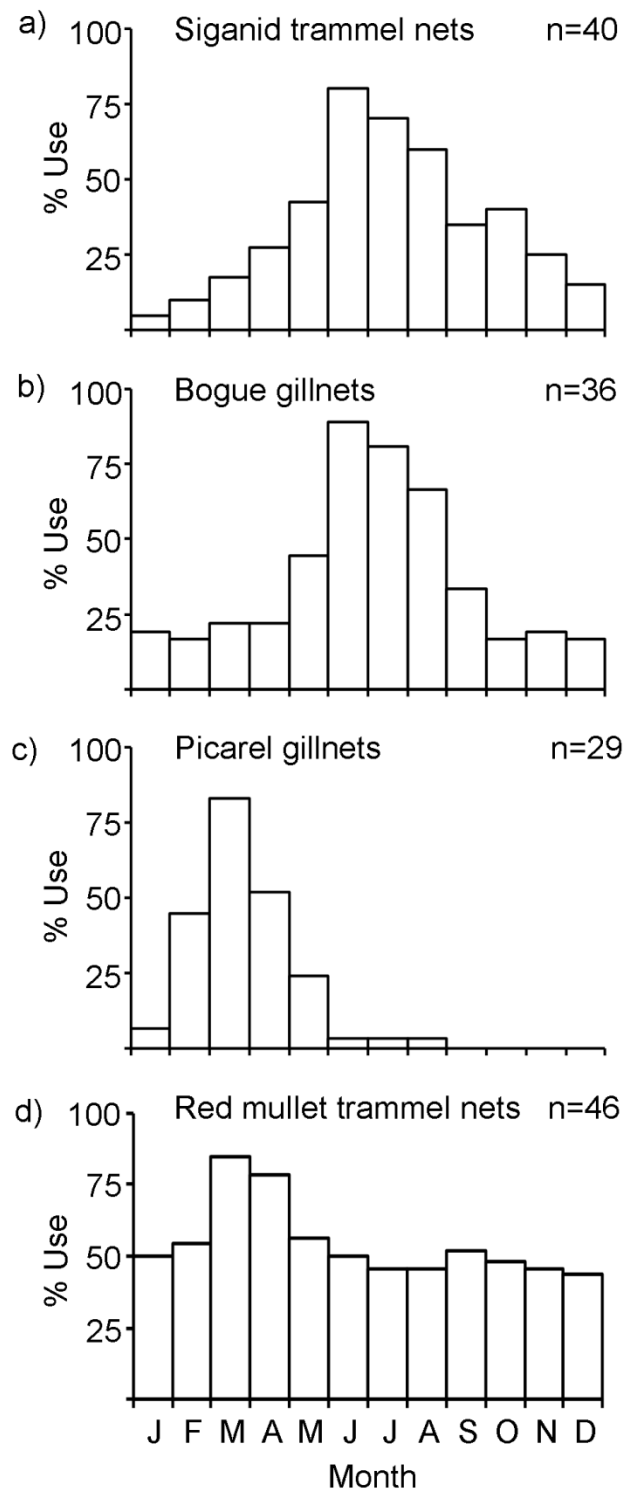 a) Siganid trammel nets n=40
100
75
50
25
% Use
b) Bogue gillnets n=36
100
75
50
25
% Use
c) Picarel gillnets n=29
100
75
50
25
% Use
d) Red mullet trammel nets n=46
100
75
50
25
% Use
J F M A M J J A S O N D
Month